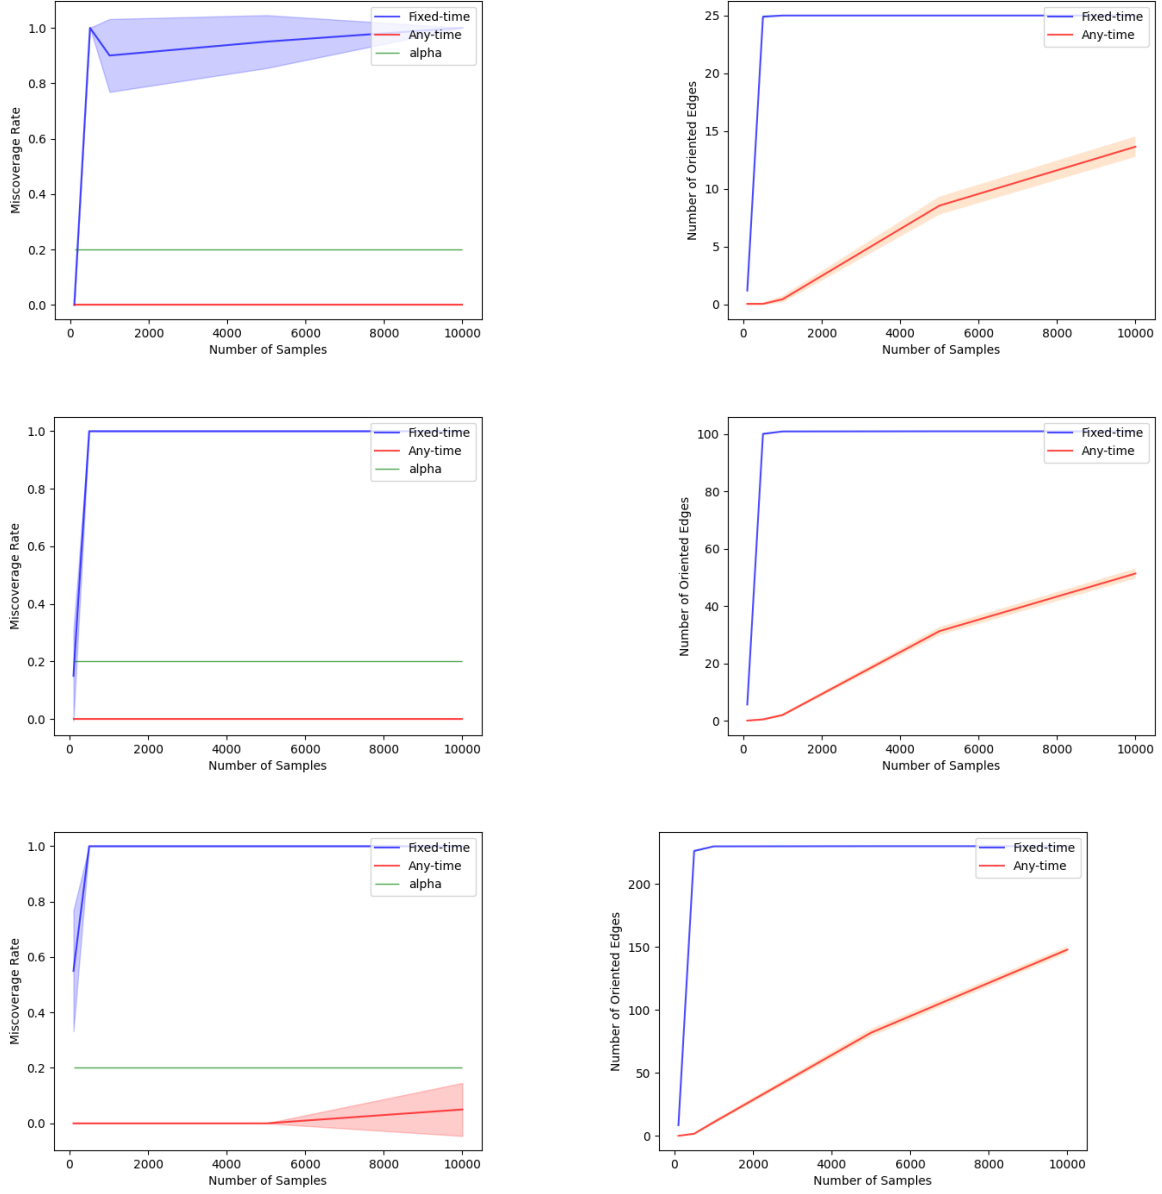 1.0
0.8
0.6
0.4
0.2
0.0
Miscoverage Rate
0
2000
4000
6000
8000
10000
Number of Samples
Fixed-time
Any-time
alpha
25
20
15
10
5
0
Number of Oriented Edges
0
2000
4000
6000
8000
10000
Number of Samples
Fixed-time
Any-time
1.0
0.8
0.6
0.4
0.2
0.0
Miscoverage Rate
0
2000
4000
6000
8000
10000
Number of Samples
Fixed-time
Any-time
alpha
100
80
60
40
20
0
Number of Oriented Edges
0
2000
4000
6000
8000
10000
Number of Samples
Fixed-time
Any-time
1.0
0.8
0.6
0.4
0.2
0.0
Miscoverage Rate
0
2000
4000
6000
8000
10000
Number of Samples
Fixed-time
Any-time
alpha
200
150
100
50
0
Number of Oriented Edges
0
2000
4000
6000
8000
10000
Number of Samples
Fixed-time
Any-time